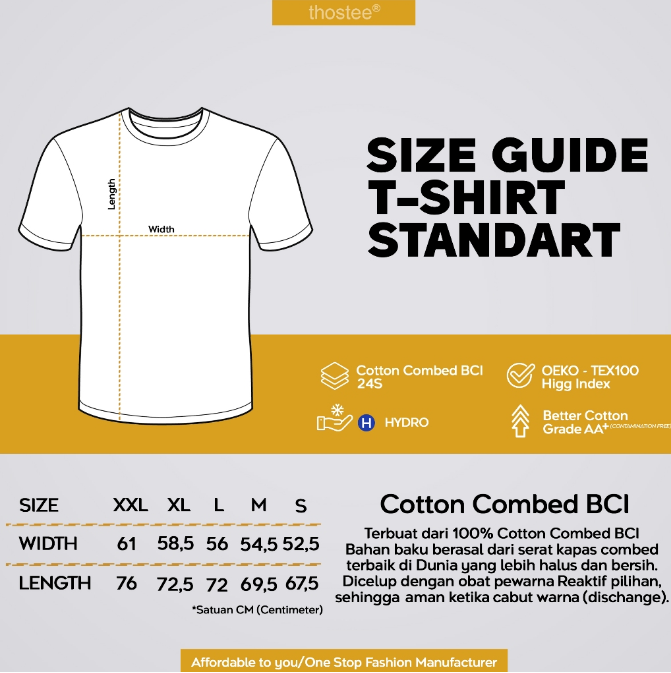 thostee®
SIZE GUIDE
T-SHIRT
STANDART
Length
Width
Cotton Combed BCI
24S
OEKO - TEX100
Higg Index
H HYDRO
Better Cotton
Grade AA+ (CONTAMINATION FREE)
SIZE XXL XL L M S
WIDTH 61 58,5 56 54,5 52,5
LENGTH 76 72,5 72 69,5 67,5
*Satuan CM (Centimeter)
Cotton Combed BCI
Terbuat dari 100% Cotton Combed BCI
Bahan baku berasal dari serat kapas combed
terbaik di Dunia yang lebih halus dan bersih.
Dicelup dengan obat pewarna Reaktif pilihan,
sehingga aman ketika cabut warna (dischange).
Affordable to you/One Stop Fashion Manufacturer